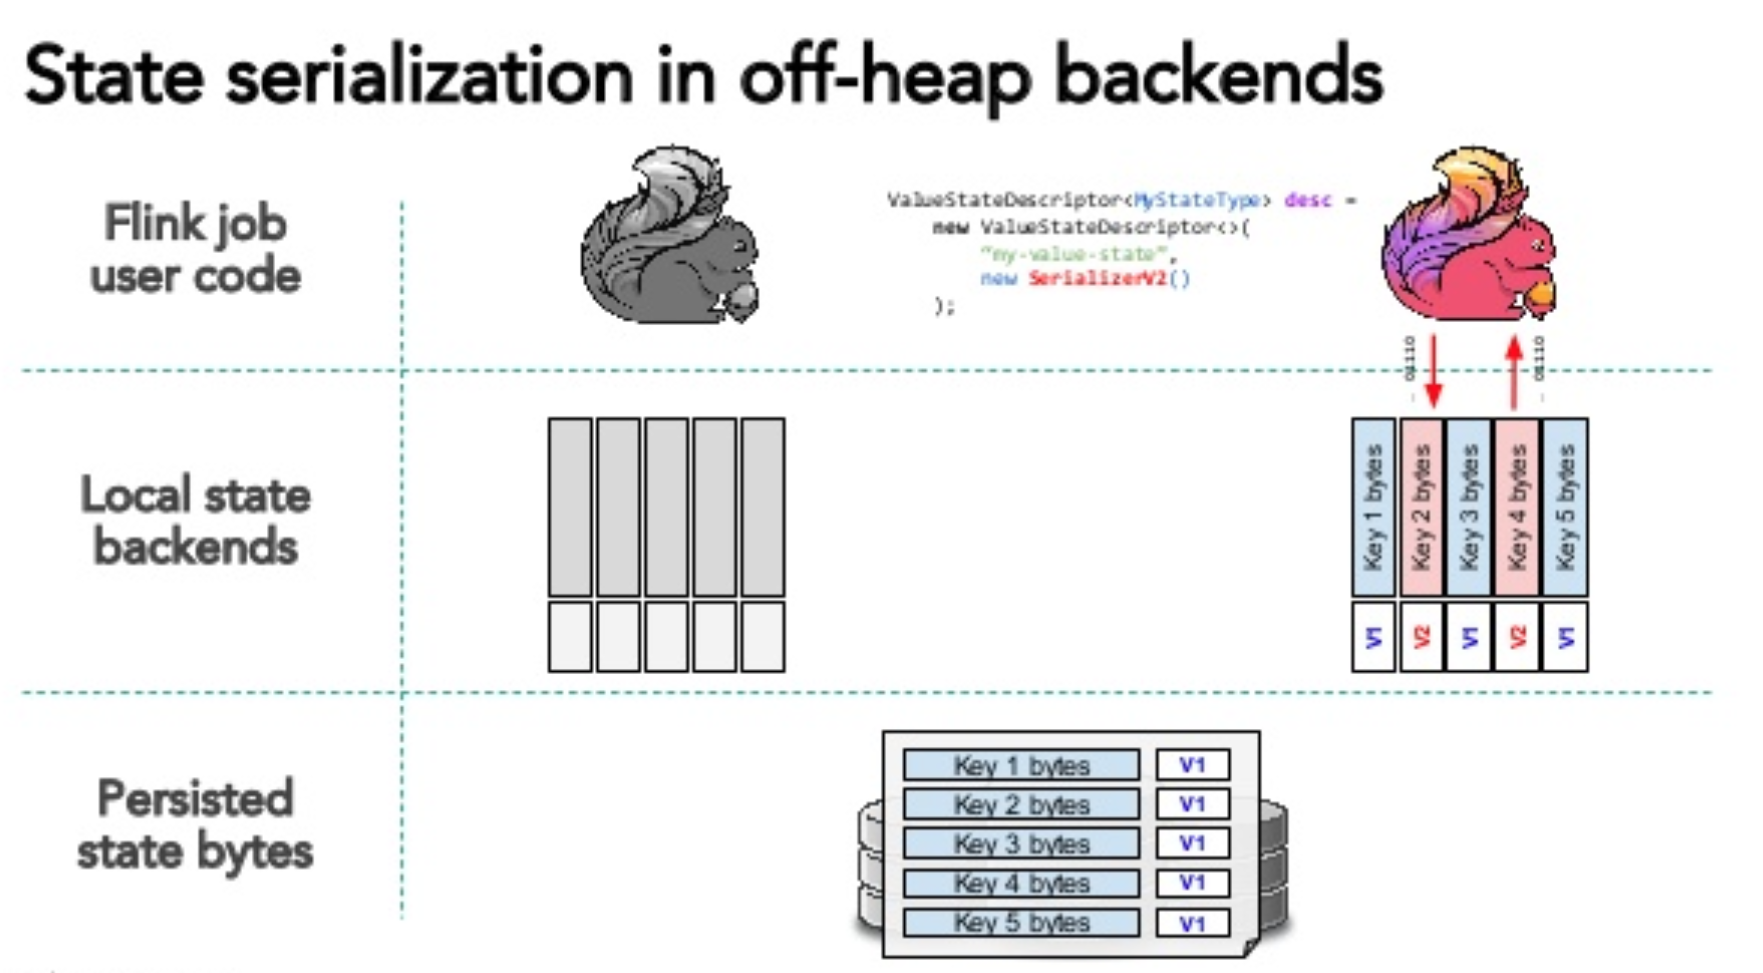 State serialization in off-heap backends
Flink job
user code
ValueStateDescriptor<MyStateType> desc =
new ValueStateDescriptor<>(
"my-value-state",
new SerializerV2()
);
01110
01110
Local state
backends
Key 1 bytes
Key 2 bytes
Key 3 bytes
Key 4 bytes
Key 5 bytes
V1
V2
V1
V2
V1
Persisted
state bytes
Key 1 bytes V1
Key 2 bytes V1
Key 3 bytes V1
Key 4 bytes V1
Key 5 bytes V1